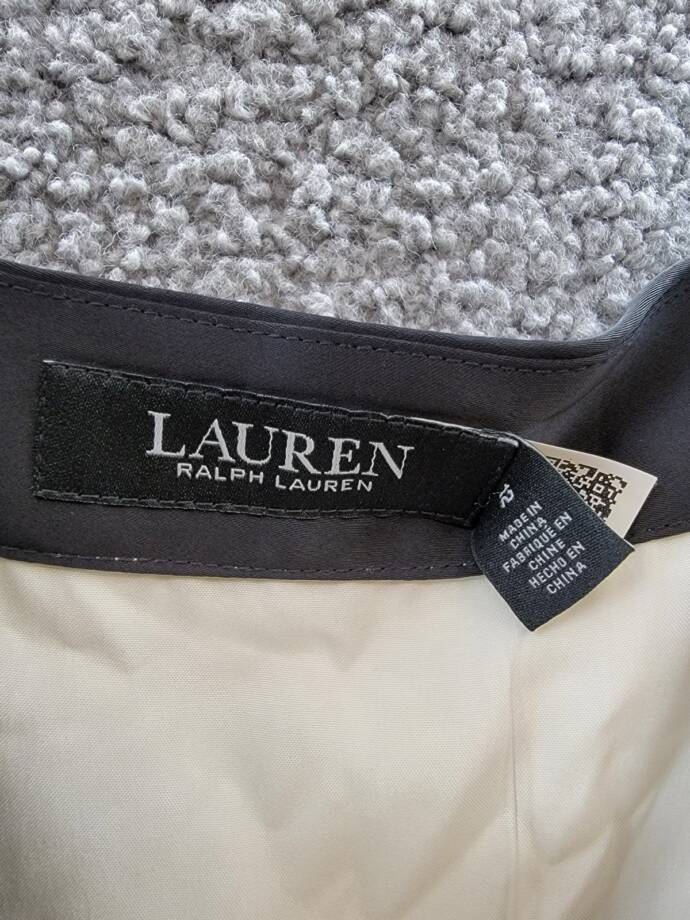 LAUREN
RALPH LAUREN
12
MADE IN
CHINA
FABRIQUE EN
CHINE
HECHO EN
CHINA